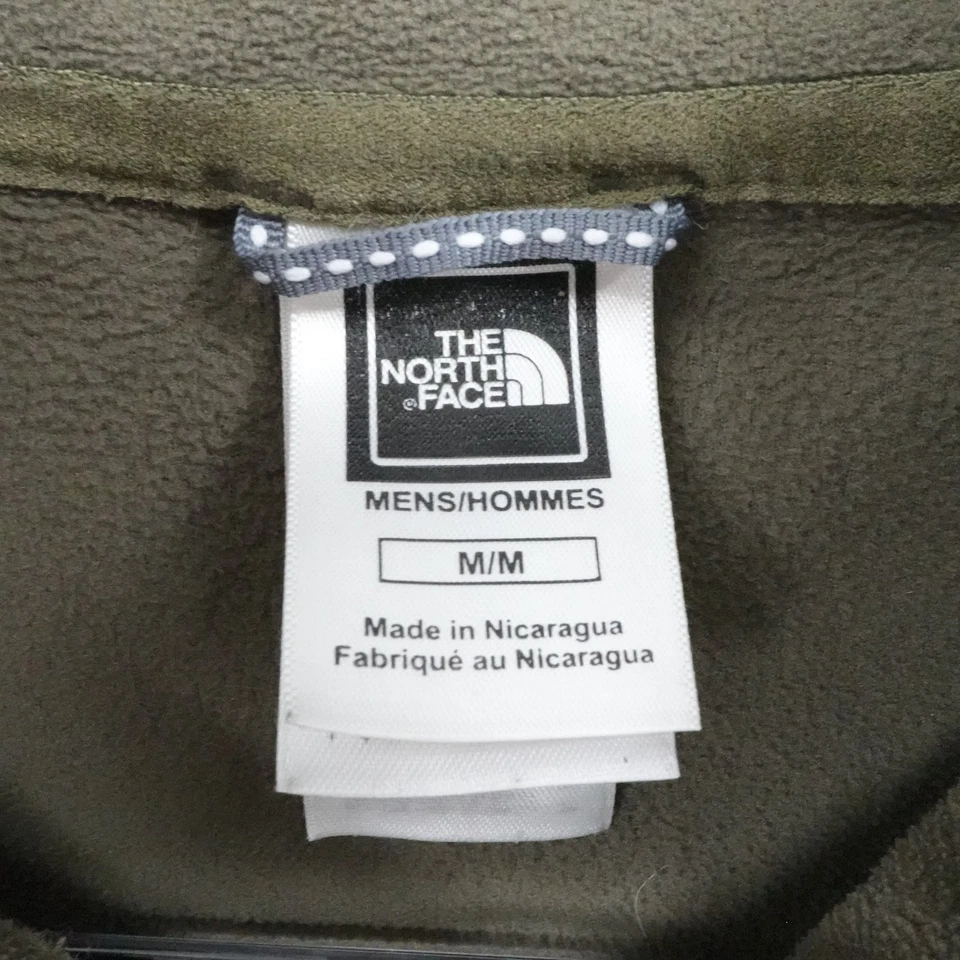 THE
NORTH
FACE
MENS/HOMMES
M/M
Made in Nicaragua
Fabriqué au Nicaragua